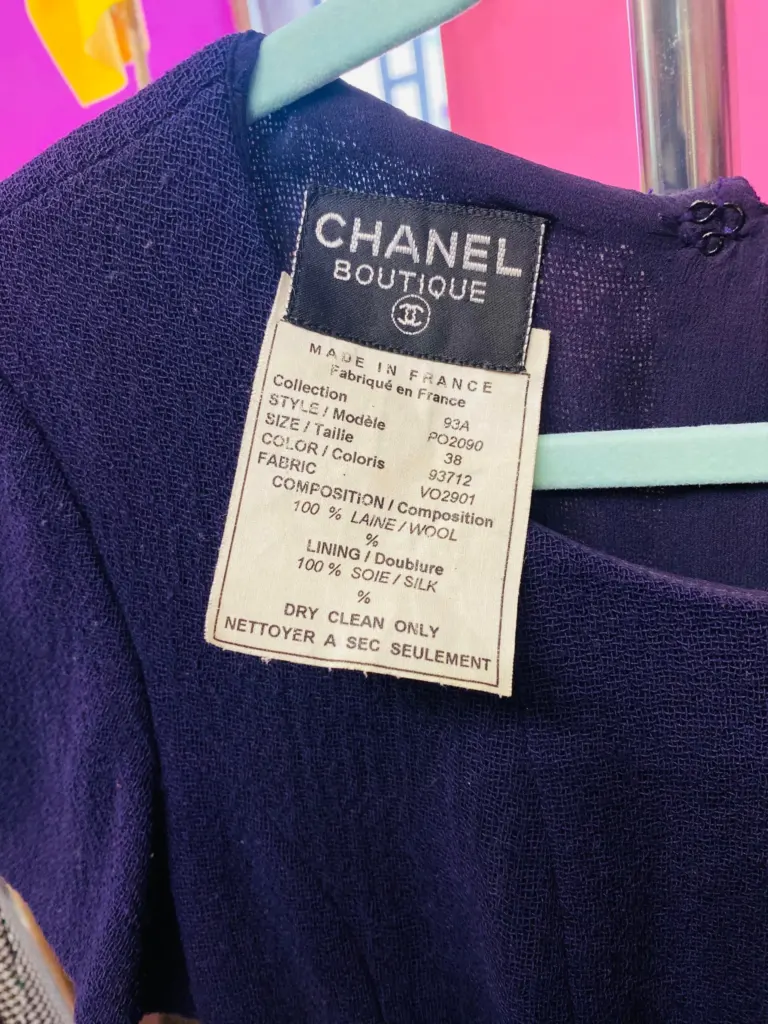 CHANEL
BOUTIQUE
MADE IN FRANCE
Fabriqué en France
Collection 93A
STYLE / Modèle PO2090
SIZE / Taille 38
COLOR / Coloris 93712
FABRIC VO2901
COMPOSITION / Composition
100 % LAINE / WOOL
%
LINING / Doublure
100 % SOIE / SILK
%
DRY CLEAN ONLY
NETTOYER A SEC SEULEMENT